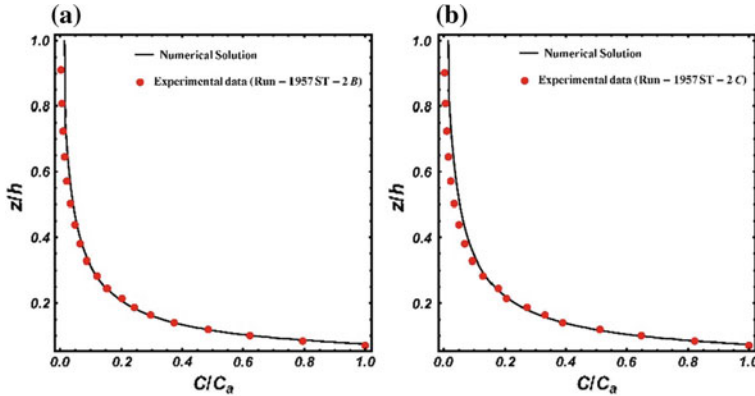 (a)
Numerical Solution
Experimental data (Run − 1957 ST − 2 B)
z/h
1.0
0.8
0.6
0.4
0.2
0.0
0.2
0.4
0.6
0.8
1.0
C/Ca
(b)
Numerical Solution
Experimental data (Run − 1957 ST − 2 C)
z/h
1.0
0.8
0.6
0.4
0.2
0.0
0.2
0.4
0.6
0.8
1.0
C/Ca